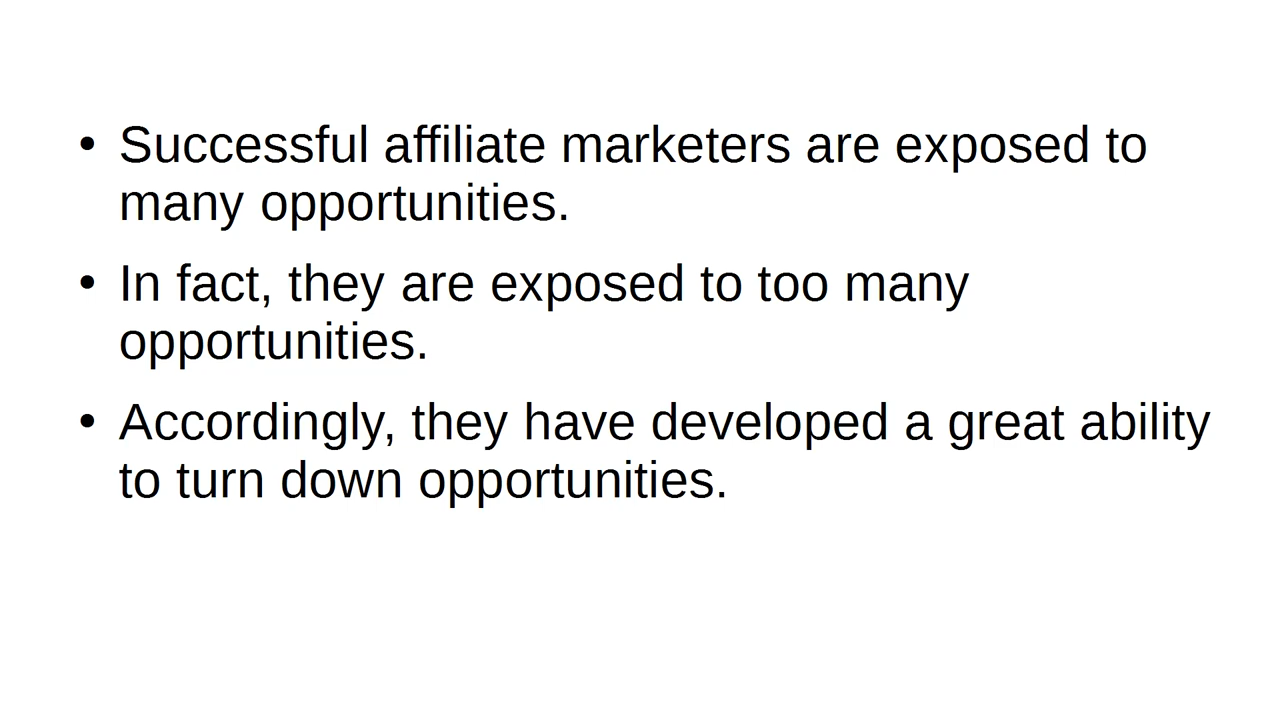 • Successful affiliate marketers are exposed to
many opportunities.
• In fact, they are exposed to too many
opportunities.
• Accordingly, they have developed a great ability
to turn down opportunities.